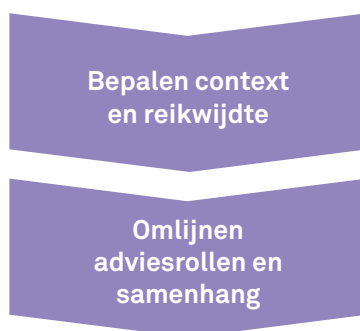 Bepalen context
en reikwijdte
Omlijnen
adviesrollen en
samenhang